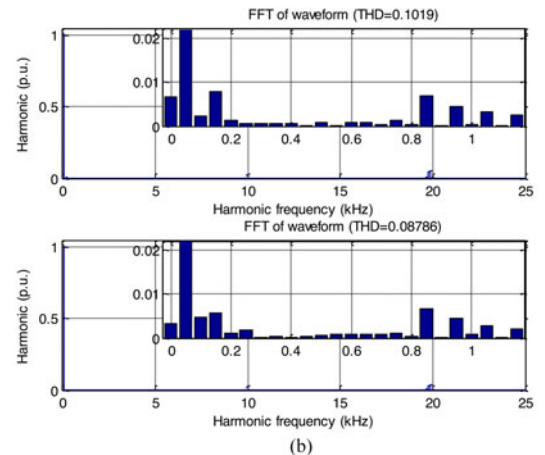 FFT of waveform (THD=0.1019)
Harmonic (p.u.)
1
0.5
0
0.02
0.01
0
0 0.2 0.4 0.6 0.8 1
0 5 10 15 20 25
Harmonic frequency (kHz)
FFT of waveform (THD=0.08786)
Harmonic (p.u.)
1
0.5
0
0.02
0.01
0
0 0.2 0.4 0.6 0.8 1
0 5 10 15 20 25
Harmonic frequency (kHz)
(b)